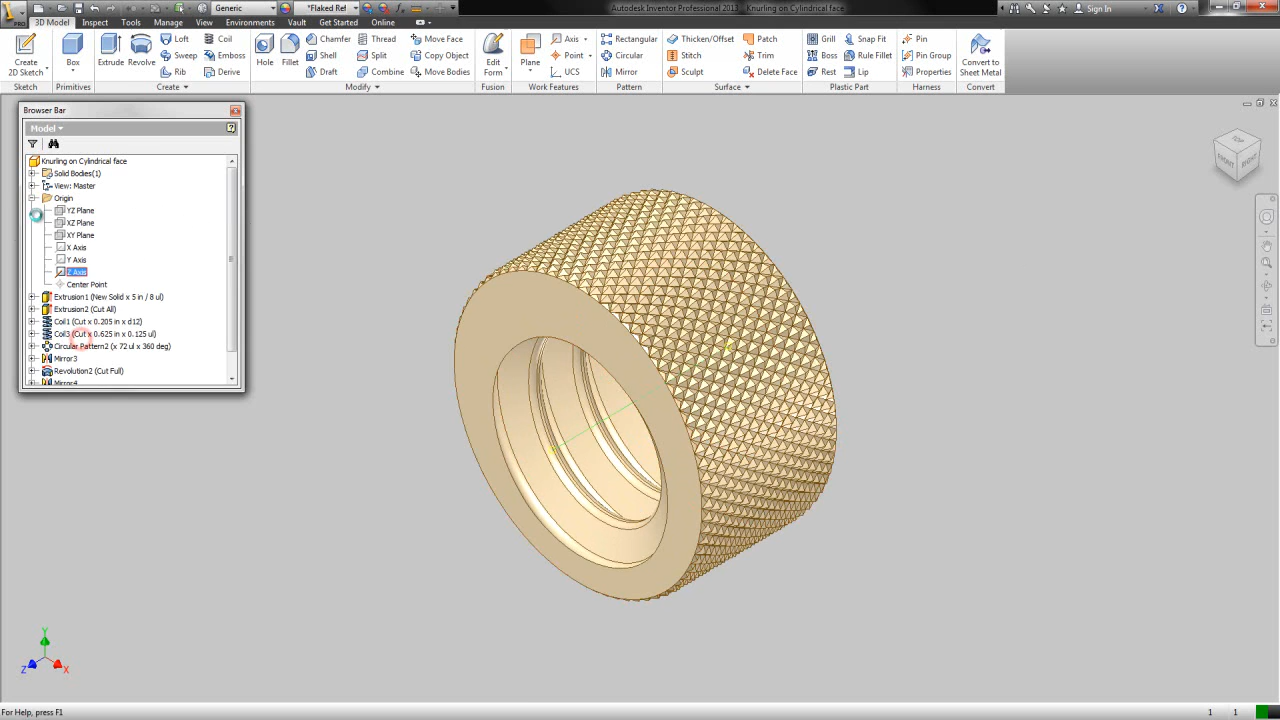 Generic
*Flaked Ref
Autodesk Inventor Professional 2013 Knurling on Cylindrical face
Sign In
PRO
3D Model Inspect Tools Manage View Environments Vault Get Started Online
Create
2D Sketch
Box
Extrude
Revolve
Loft Coil
Sweep Emboss
Rib Derive
Hole
Fillet
Chamfer Thread Move Face
Shell Split Copy Object
Draft Combine Move Bodies
Edit
Form
Plane
Axis
Point
UCS
Rectangular
Circular
Mirror
Thicken/Offset Patch
Stitch Trim
Sculpt Delete Face
Grill Snap Fit
Boss Rule Fillet
Rest Lip
Pin
Pin Group
Properties
Convert to
Sheet Metal
Sketch Primitives Create Modify Fusion Work Features Pattern Surface Plastic Part Harness Convert
Browser Bar
Model
Knurling on Cylindrical face
Solid Bodies(1)
View: Master
Origin
YZ Plane
XZ Plane
XY Plane
X Axis
Y Axis
Z Axis
Center Point
Extrusion1 (New Solid x 5 in / 8 ul)
Extrusion2 (Cut All)
Coil1 (Cut x 0.205 in x d12)
Coil3 (Cut x 0.625 in x 0.125 ul)
Circular Pattern2 (x 72 ul x 360 deg)
Mirror3
Revolution2 (Cut Full)
Mirror4
TOP
FRONT
RIGHT
Y
Z
X
For Help, press F1
1 1